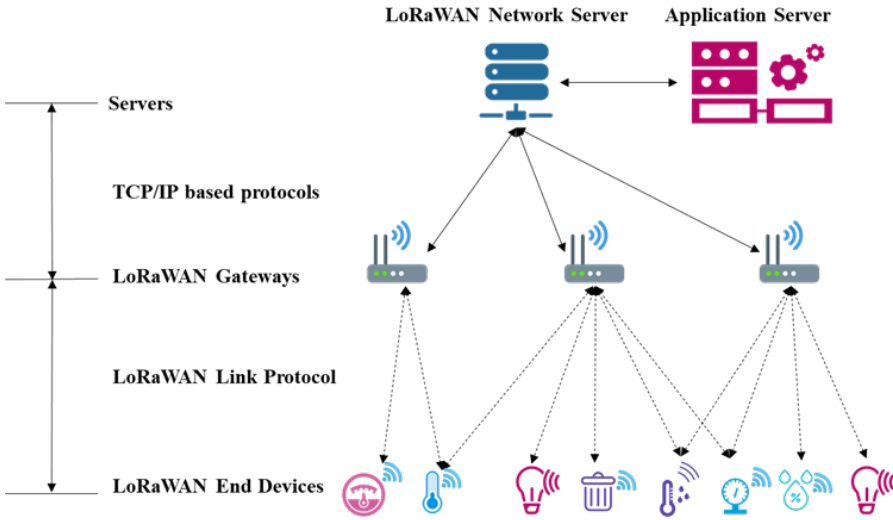 LoRaWAN Network Server
Application Server
Servers
TCP/IP based protocols
LoRaWAN Gateways
LoRaWAN Link Protocol
LoRaWAN End Devices
%